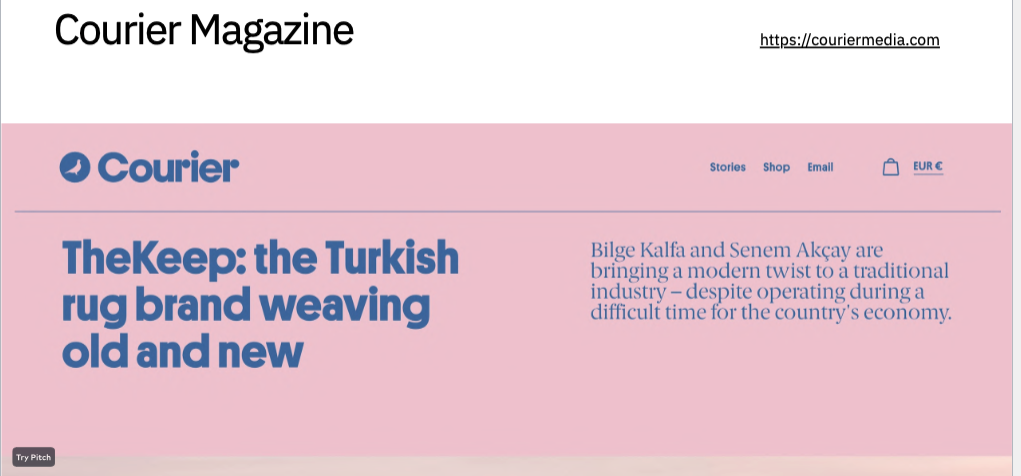 Courier Magazine
https://couriermedia.com
Courier
Stories Shop Email EUR €
TheKeep: the Turkish
rug brand weaving
old and new
Bilge Kalfa and Senem Akçay are
bringing a modern twist to a traditional
industry – despite operating during a
difficult time for the country's economy.
Try Pitch